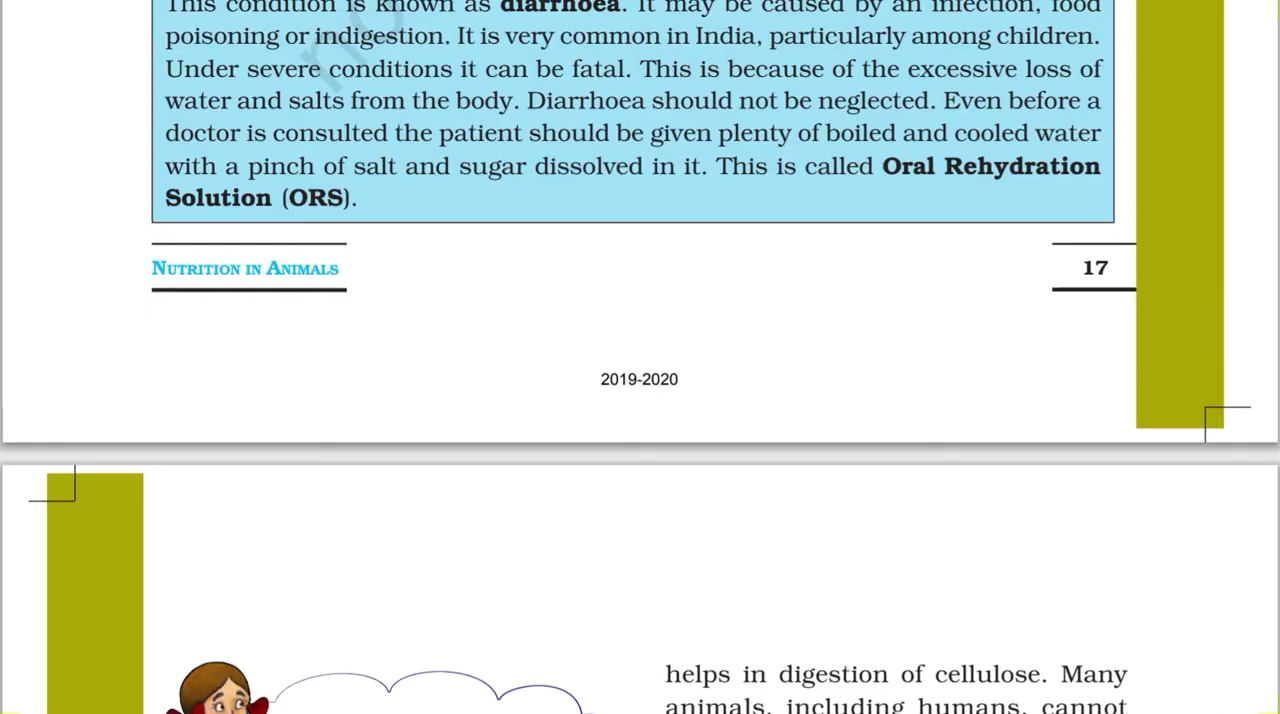 This condition is known as diarrhoea. It may be caused by an infection, food
poisoning or indigestion. It is very common in India, particularly among children.
Under severe conditions it can be fatal. This is because of the excessive loss of
water and salts from the body. Diarrhoea should not be neglected. Even before a
doctor is consulted the patient should be given plenty of boiled and cooled water
with a pinch of salt and sugar dissolved in it. This is called Oral Rehydration
Solution (ORS).
NUTRITION IN ANIMALS
17
2019-2020
helps in digestion of cellulose. Many
animals, including humans, cannot